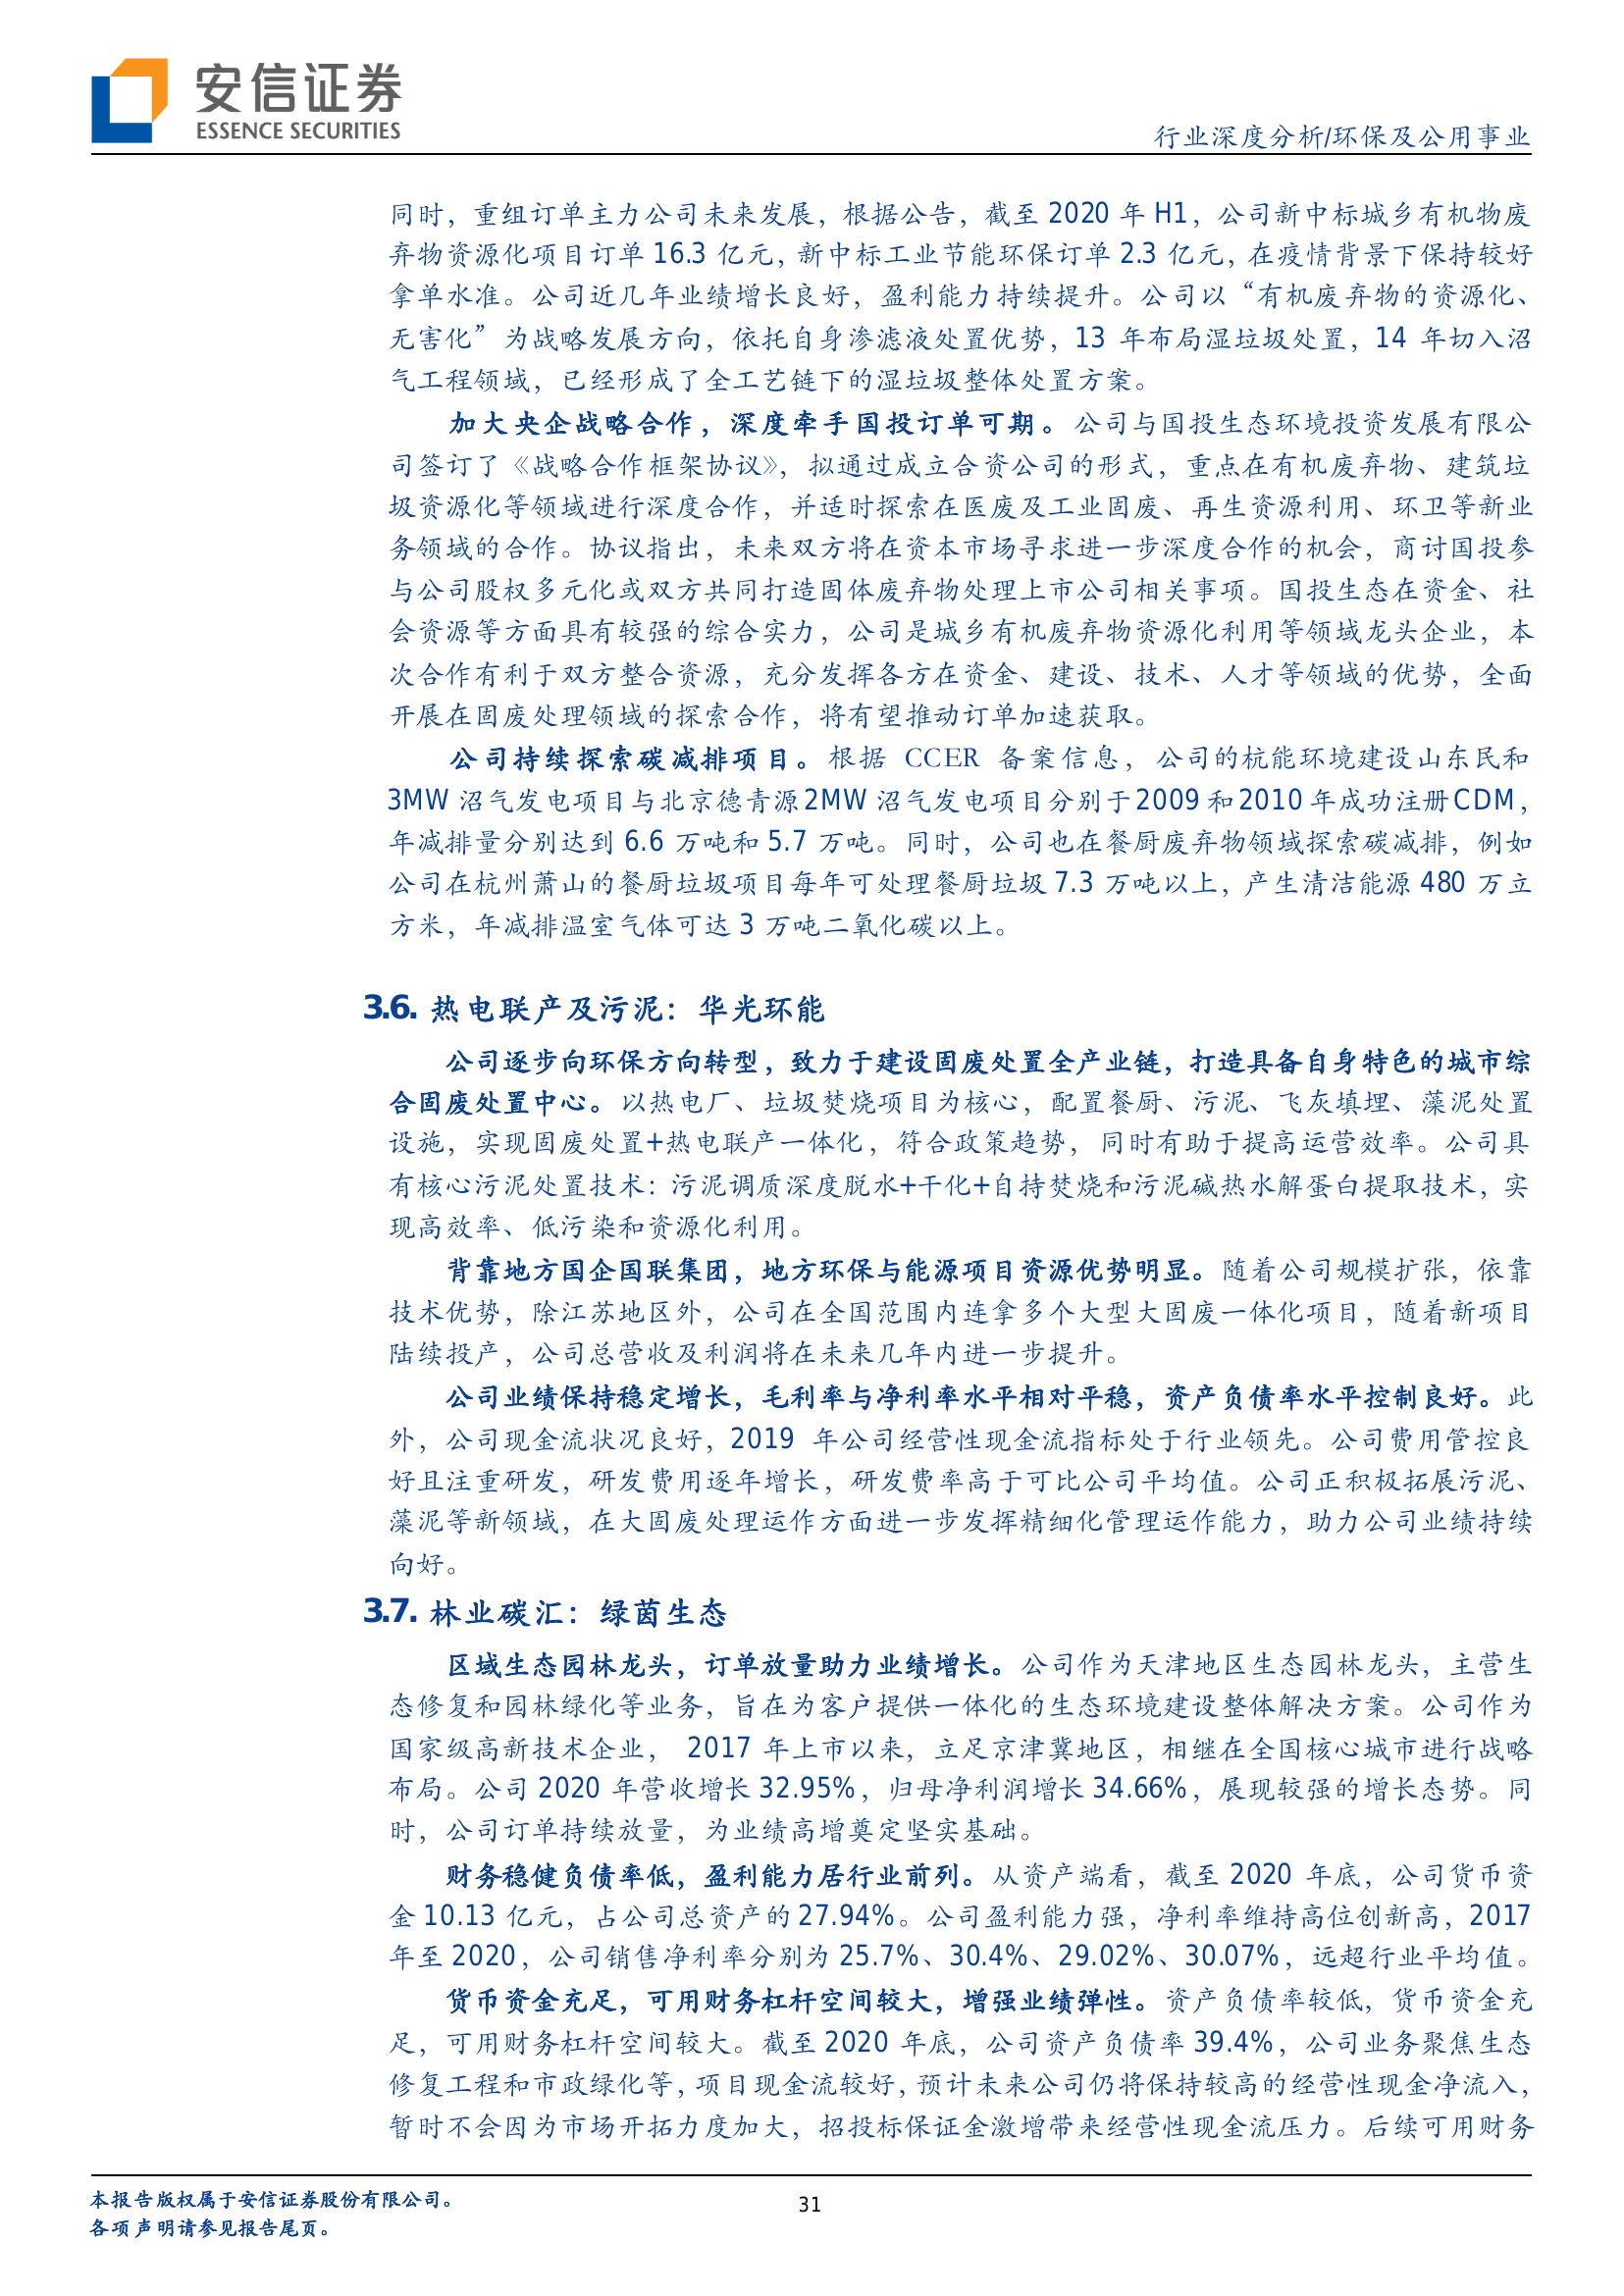 安信证券
ESSENCE SECURITIES
行业深度分析/环保及公用事业
同时，重组订单主力公司未来发展，根据公告，截至 2020 年 H1，公司新中标城乡有机物废
弃物资源化项目订单 16.3 亿元，新中标工业节能环保订单 2.3 亿元，在疫情背景下保持较好
拿单水准。公司近几年业绩增长良好，盈利能力持续提升。公司以“有机废弃物的资源化、
无害化”为战略发展方向，依托自身渗滤液处置优势，13 年布局湿垃圾处置，14 年切入沼
气工程领域，已经形成了全工艺链下的湿垃圾整体处置方案。
加大央企战略合作，深度牵手国投订单可期。公司与国投生态环境投资发展有限公
司签订了《战略合作框架协议》，拟通过成立合资公司的形式，重点在有机废弃物、建筑垃
圾资源化等领域进行深度合作，并适时探索在医废及工业固废、再生资源利用、环卫等新业
务领域的合作。协议指出，未来双方将在资本市场寻求进一步深度合作的机会，商讨国投参
与公司股权多元化或双方共同打造固体废弃物处理上市公司相关事项。国投生态在资金、社
会资源等方面具有较强的综合实力，公司是城乡有机废弃物资源化利用等领域龙头企业，本
次合作有利于双方整合资源，充分发挥各方在资金、建设、技术、人才等领域的优势，全面
开展在固废处理领域的探索合作，将有望推动订单加速获取。
公司持续探索碳减排项目。根据 CCER 备案信息，公司的杭能环境建设山东民和
3MW 沼气发电项目与北京德青源 2MW 沼气发电项目分别于 2009 和 2010 年成功注册 CDM，
年减排量分别达到 6.6 万吨和 5.7 万吨。同时，公司也在餐厨废弃物领域探索碳减排，例如
公司在杭州萧山的餐厨垃圾项目每年可处理餐厨垃圾 7.3 万吨以上，产生清洁能源 480 万立
方米，年减排温室气体可达 3 万吨二氧化碳以上。
3.6. 热电联产及污泥：华光环能
公司逐步向环保方向转型，致力于建设固废处置全产业链，打造具备自身特色的城市综
合固废处置中心。以热电厂、垃圾焚烧项目为核心，配置餐厨、污泥、飞灰填埋、藻泥处置
设施，实现固废处置+热电联产一体化，符合政策趋势，同时有助于提高运营效率。公司具
有核心污泥处置技术：污泥调质深度脱水+干化+自持焚烧和污泥碱热水解蛋白提取技术，实
现高效率、低污染和资源化利用。
背靠地方国企国联集团，地方环保与能源项目资源优势明显。随着公司规模扩张，依靠
技术优势，除江苏地区外，公司在全国范围内连拿多个大型大固废一体化项目，随着新项目
陆续投产，公司总营收及利润将在未来几年内进一步提升。
公司业绩保持稳定增长，毛利率与净利率水平相对平稳，资产负债率水平控制良好。此
外，公司现金流状况良好，2019 年公司经营性现金流指标处于行业领先。公司费用管控良
好且注重研发，研发费用逐年增长，研发费率高于可比公司平均值。公司正积极拓展污泥、
藻泥等新领域，在大固废处理运作方面进一步发挥精细化管理运作能力，助力公司业绩持续
向好。
3.7. 林业碳汇：绿茵生态
区域生态园林龙头，订单放量助力业绩增长。公司作为天津地区生态园林龙头，主营生
态修复和园林绿化等业务，旨在为客户提供一体化的生态环境建设整体解决方案。公司作为
国家级高新技术企业， 2017 年上市以来，立足京津冀地区，相继在全国核心城市进行战略
布局。公司 2020 年营收增长 32.95%，归母净利润增长 34.66%，展现较强的增长态势。同
时，公司订单持续放量，为业绩高增奠定坚实基础。
财务稳健负债率低，盈利能力居行业前列。从资产端看，截至 2020 年底，公司货币资
金 10.13 亿元，占公司总资产的 27.94%。公司盈利能力强，净利率维持高位创新高，2017
年至 2020，公司销售净利率分别为 25.7%、30.4%、29.02%、30.07%，远超行业平均值。
货币资金充足，可用财务杠杆空间较大，增强业绩弹性。资产负债率较低，货币资金充
足，可用财务杠杆空间较大。截至 2020 年底，公司资产负债率 39.4%，公司业务聚焦生态
修复工程和市政绿化等，项目现金流较好，预计未来公司仍将保持较高的经营性现金净流入，
暂时不会因为市场开拓力度加大，招投标保证金激增带来经营性现金流压力。后续可用财务
本报告版权属于安信证券股份有限公司。
各项声明请参见报告尾页。
31